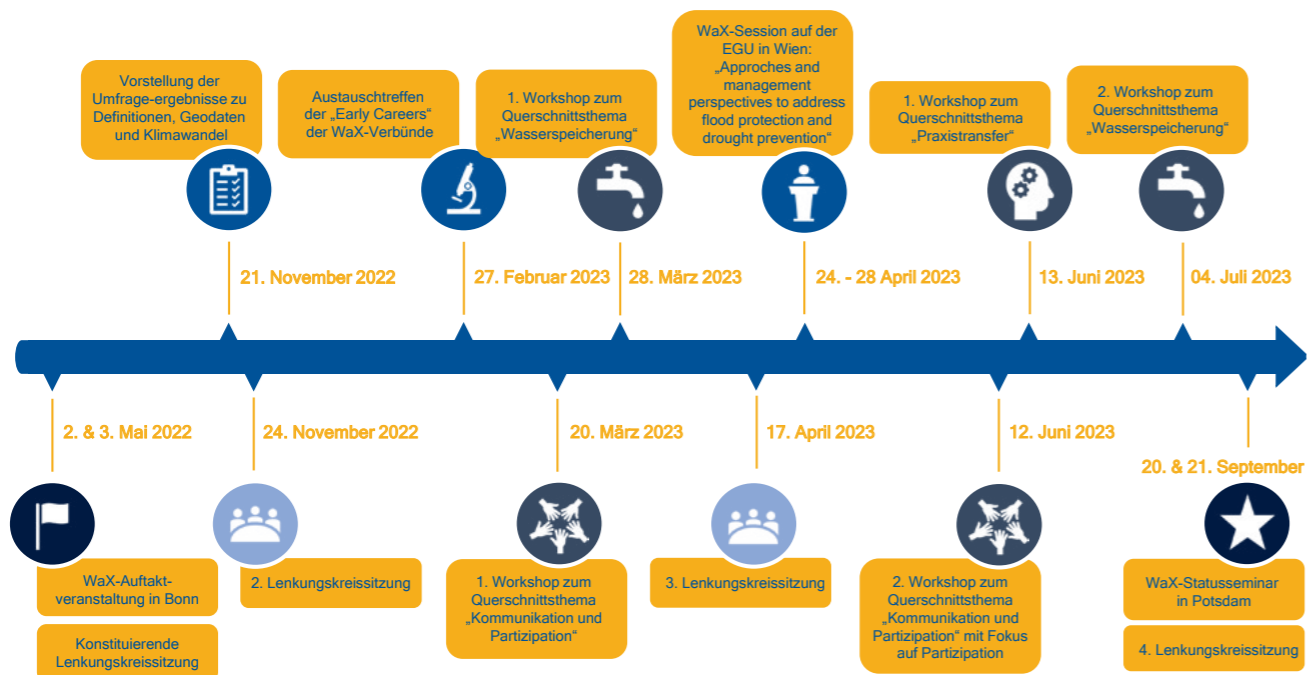 Vorstellung der
Umfrage-ergebnisse zu
Definitionen, Geodaten
und Klimawandel
21. November 2022
Austauschtreffen
der „Early Careers“
der WaX-Verbünde
27. Februar 2023
1. Workshop zum
Querschnittsthema
„Wasserspeicherung“
28. März 2023
WaX-Session auf der
EGU in Wien:
„Approches and
management
perspectives to address
flood protection and
drought prevention“
24. - 28 April 2023
1. Workshop zum
Querschnittsthema
„Praxistransfer“
13. Juni 2023
2. Workshop zum
Querschnittsthema
„Wasserspeicherung“
04. Juli 2023
2. & 3. Mai 2022
WaX-Auftakt-
veranstaltung in Bonn
Konstituierende
Lenkungskreissitzung
24. November 2022
2. Lenkungskreissitzung
20. März 2023
1. Workshop zum
Querschnittsthema
„Kommunikation und
Partizipation“
17. April 2023
3. Lenkungskreissitzung
12. Juni 2023
2. Workshop zum
Querschnittsthema
„Kommunikation und
Partizipation“ mit Fokus
auf Partizipation
20. & 21. September
WaX-Statusseminar
in Potsdam
4. Lenkungskreissitzung